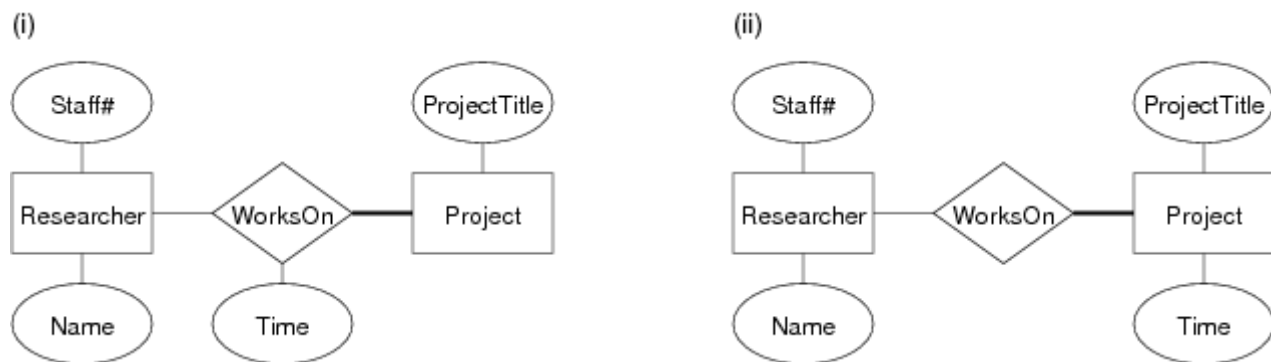 (i)
Staff#
ProjectTitle
Researcher
WorksOn
Project
Name
Time
(ii)
Staff#
ProjectTitle
Researcher
WorksOn
Project
Name
Time